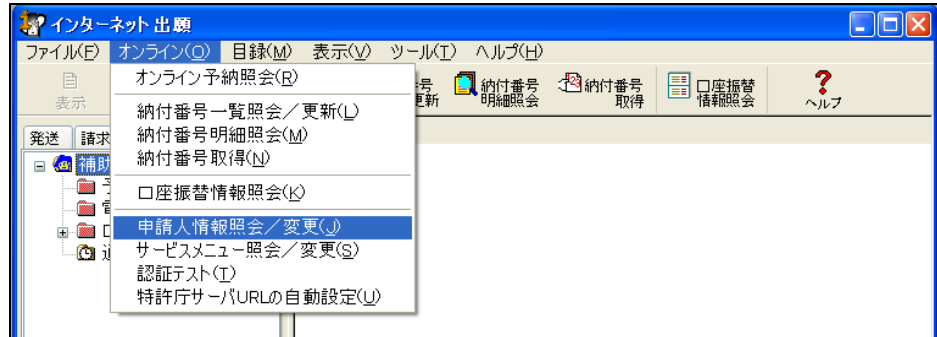 インターネット出願
ファイル(F) オンライン(O) 目録(M) 表示(V) ツール(T) ヘルプ(H)
表示
号
更新
納付番号
明細照会
納付番号
取得
口座振替
情報照会
ヘルプ
オンライン予納照会(R)
納付番号一覧照会／更新(L)
納付番号明細照会(M)
納付番号取得(N)
口座振替情報照会(K)
申請人情報照会／変更(J)
サービスメニュー照会／変更(S)
認証テスト(T)
特許庁サーバURLの自動設定(U)
発送 請求
補助